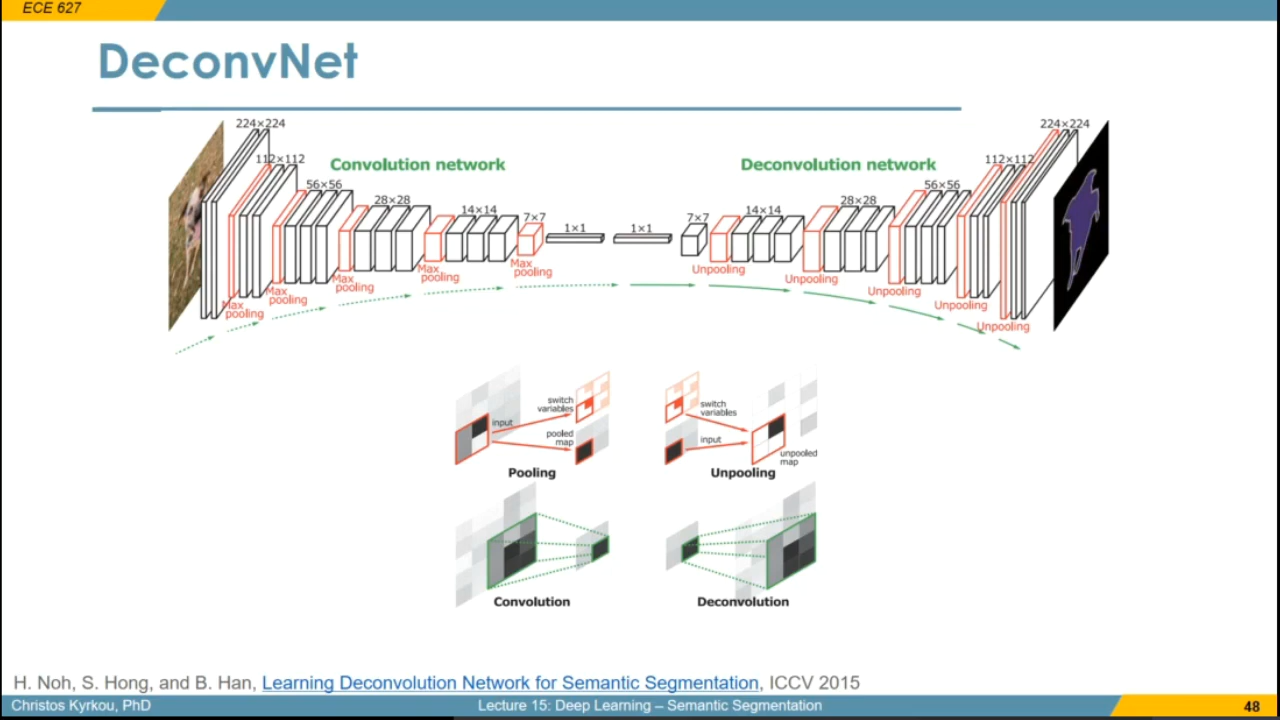 ECE 627
DeconvNet
224×224
112×112
56×56
28×28
14×14
7×7
1×1
1×1
7×7
14×14
28×28
56×56
112×112
224×224
Convolution network
Deconvolution network
Max
pooling
Max
pooling
Max
pooling
Max
pooling
Max
pooling
Unpooling
Unpooling
Unpooling
Unpooling
Unpooling
switch
variables
input
pooled
map
Pooling
switch
variables
input
unpooled
map
Unpooling
Convolution
Deconvolution
H. Noh, S. Hong, and B. Han, Learning Deconvolution Network for Semantic Segmentation, ICCV 2015
Christos Kyrkou, PhD
Lecture 15: Deep Learning – Semantic Segmentation
48